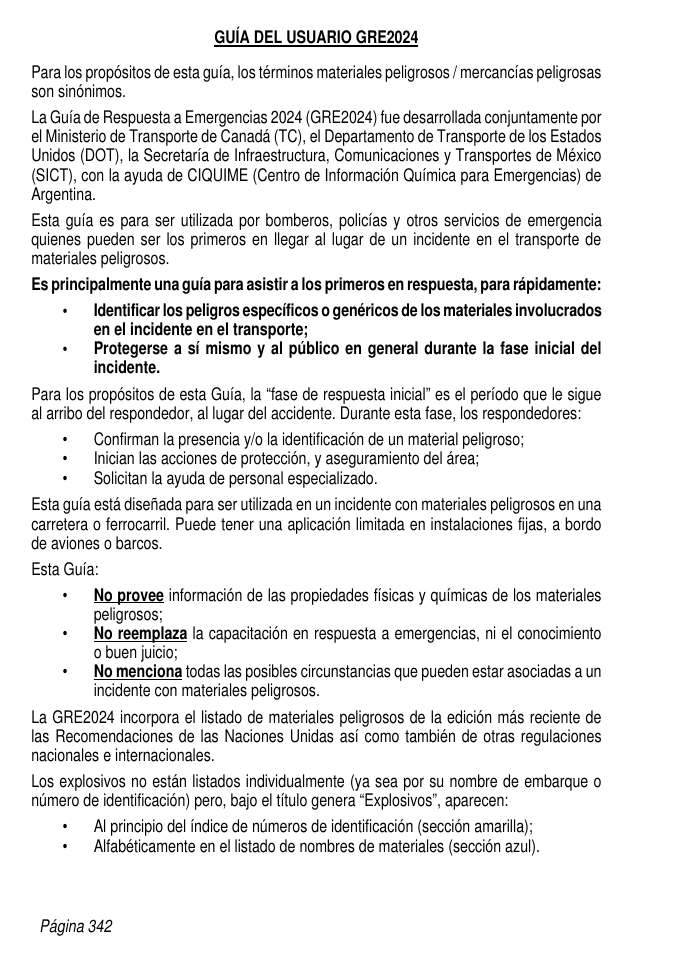 GUÍA DEL USUARIO GRE2024
Para los propósitos de esta guía, los términos materiales peligrosos / mercancías peligrosas
son sinónimos.
La Guía de Respuesta a Emergencias 2024 (GRE2024) fue desarrollada conjuntamente por
el Ministerio de Transporte de Canadá (TC), el Departamento de Transporte de los Estados
Unidos (DOT), la Secretaría de Infraestructura, Comunicaciones y Transportes de México
(SICT), con la ayuda de CIQUIME (Centro de Información Química para Emergencias) de
Argentina.
Esta guía es para ser utilizada por bomberos, policías y otros servicios de emergencia
quienes pueden ser los primeros en llegar al lugar de un incidente en el transporte de
materiales peligrosos.
Es principalmente una guía para asistir a los primeros en respuesta, para rápidamente:
• Identificar los peligros específicos o genéricos de los materiales involucrados
en el incidente en el transporte;
• Protegerse a sí mismo y al público en general durante la fase inicial del
incidente.
Para los propósitos de esta Guía, la “fase de respuesta inicial” es el período que le sigue
al arribo del respondedor, al lugar del accidente. Durante esta fase, los respondedores:
• Confirman la presencia y/o la identificación de un material peligroso;
• Inician las acciones de protección, y aseguramiento del área;
• Solicitan la ayuda de personal especializado.
Esta guía está diseñada para ser utilizada en un incidente con materiales peligrosos en una
carretera o ferrocarril. Puede tener una aplicación limitada en instalaciones fijas, a bordo
de aviones o barcos.
Esta Guía:
• No provee información de las propiedades físicas y químicas de los materiales
peligrosos;
• No reemplaza la capacitación en respuesta a emergencias, ni el conocimiento
o buen juicio;
• No menciona todas las posibles circunstancias que pueden estar asociadas a un
incidente con materiales peligrosos.
La GRE2024 incorpora el listado de materiales peligrosos de la edición más reciente de
las Recomendaciones de las Naciones Unidas así como también de otras regulaciones
nacionales e internacionales.
Los explosivos no están listados individualmente (ya sea por su nombre de embarque o
número de identificación) pero, bajo el título genera “Explosivos”, aparecen:
• Al principio del índice de números de identificación (sección amarilla);
• Alfabéticamente en el listado de nombres de materiales (sección azul).
Página 342